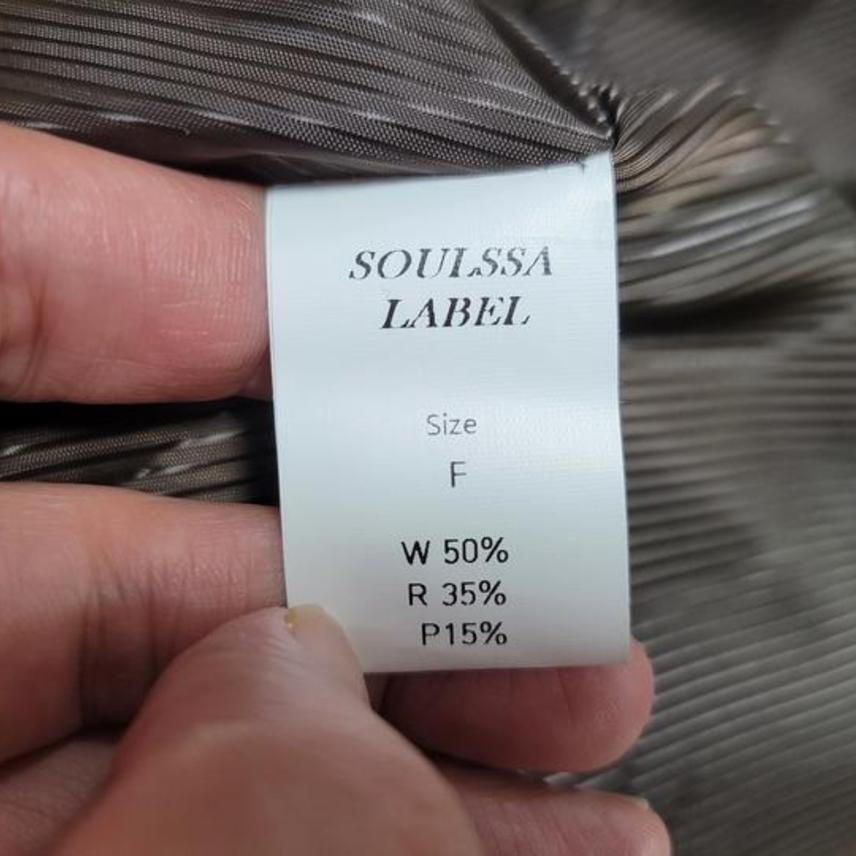 SOULSSA
LABEL
Size
F
W 50%
R 35%
P15%